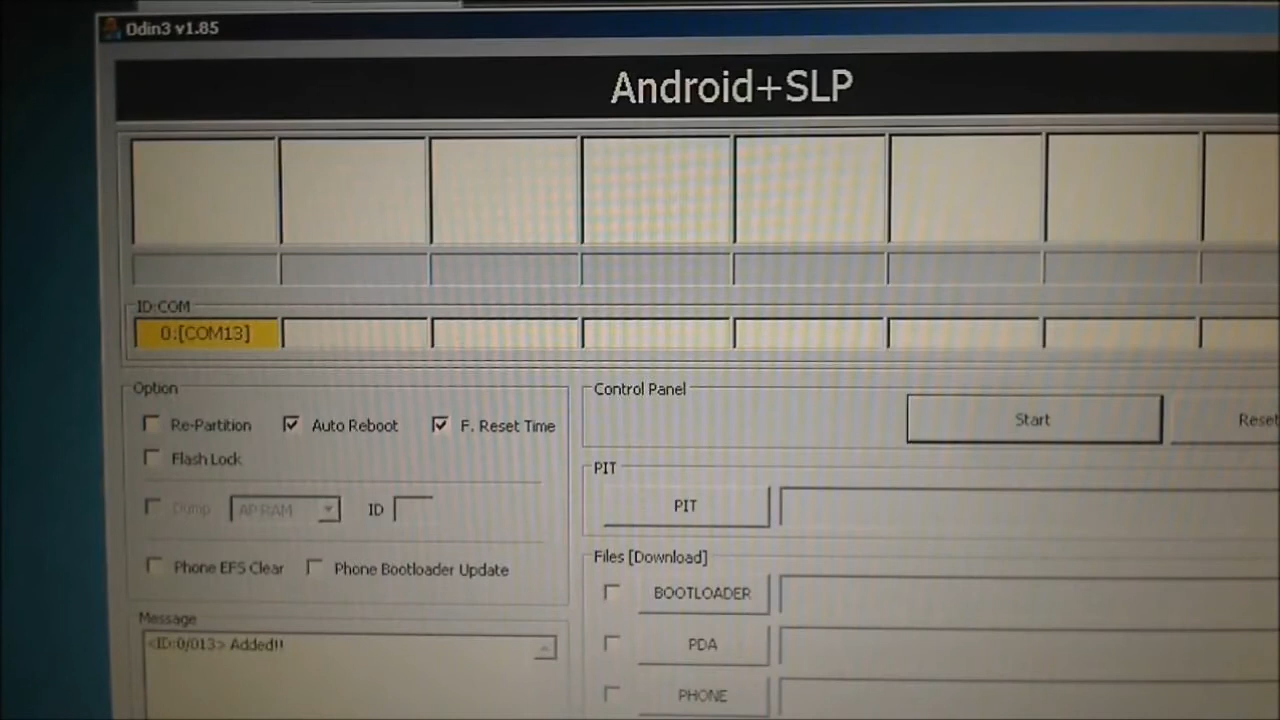 Odin3 v1.85
Android+SLP
ID:COM
0:[COM13]
Option
Re-Partition Auto Reboot F. Reset Time
Flash Lock
Dump AP RAM ID
Phone EFS Clear Phone Bootloader Update
Message
<ID:0/013> Added!!
Control Panel
Start Reset
PIT
PIT
Files [Download]
BOOTLOADER
PDA
PHONE